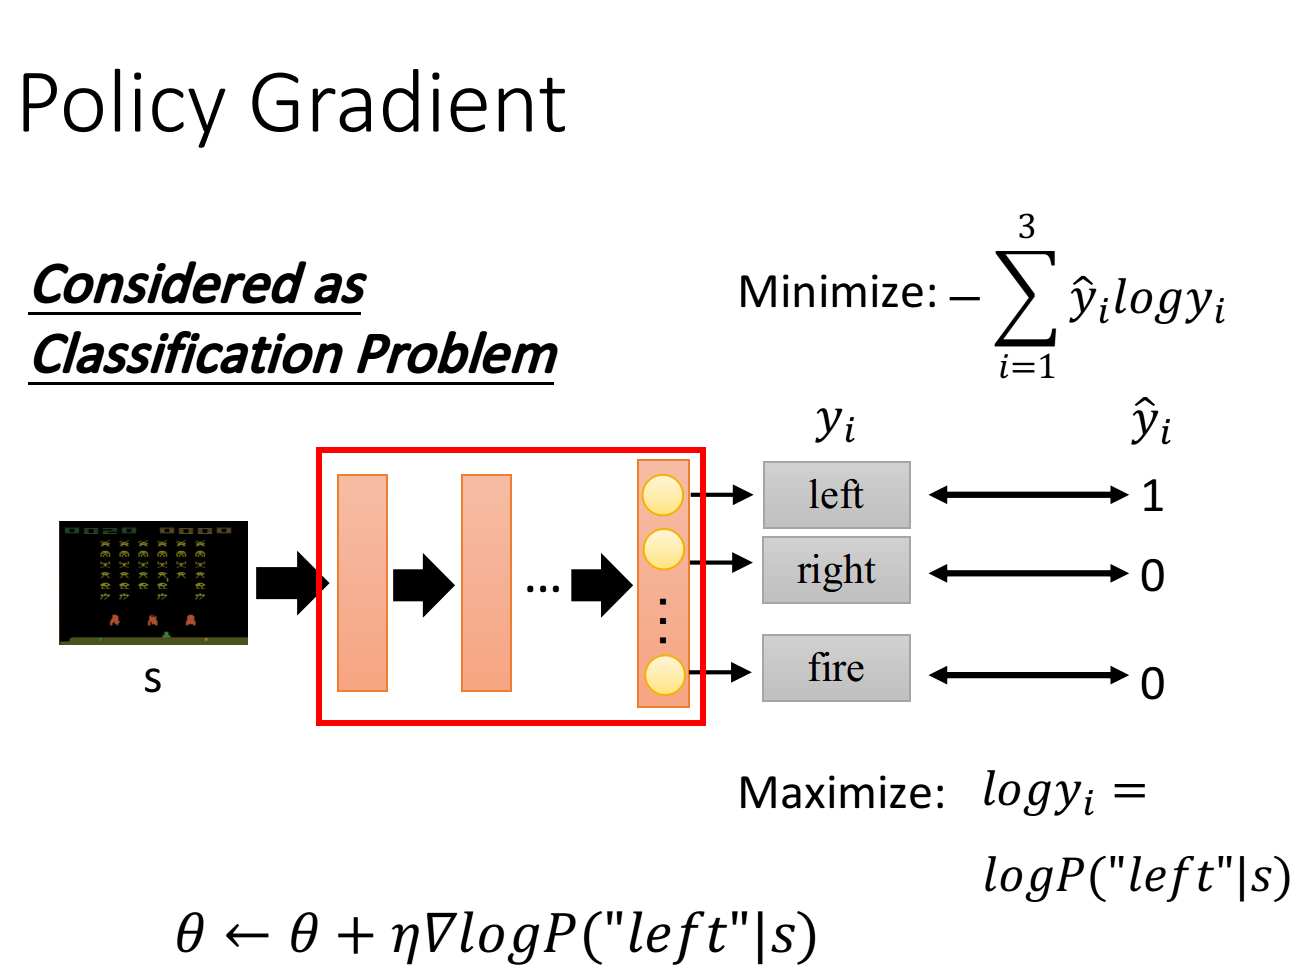 Policy Gradient
Considered as
Classification Problem
Minimize: $-\sum_{i=1}^{3} \hat{y}_i log y_i$
$y_i$ $\hat{y}_i$
left 1
right 0
...
⋮
fire 0
s
Maximize: $log y_i =$
$logP("left"|s)$
$\theta \leftarrow \theta + \eta \nabla logP("left"|s)$